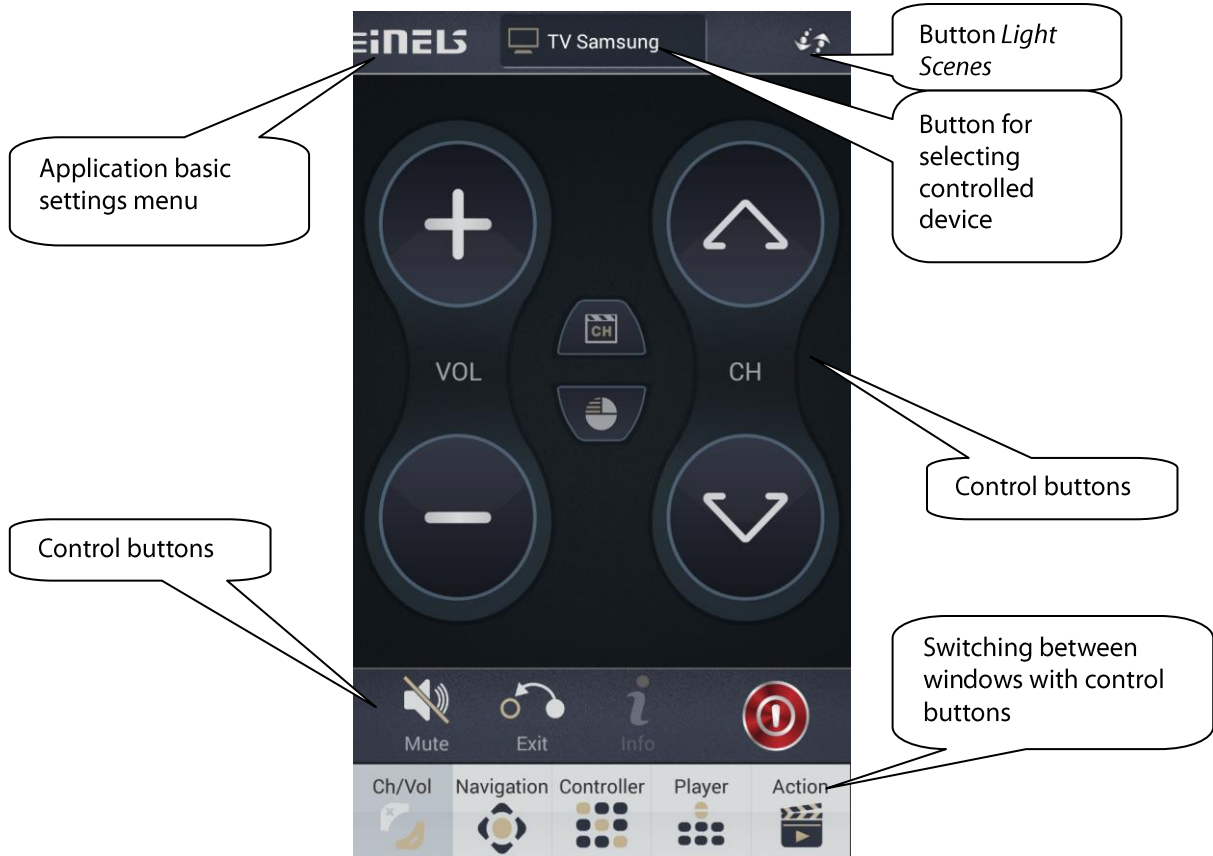 EiNELS
TV Samsung
Button Light
Scenes
Button for
selecting
controlled
device
Application basic
settings menu
CH
VOL
CH
Control buttons
Control buttons
Switching between
windows with control
buttons
Mute
Exit
Info
Ch/Vol
Navigation
Controller
Player
Action